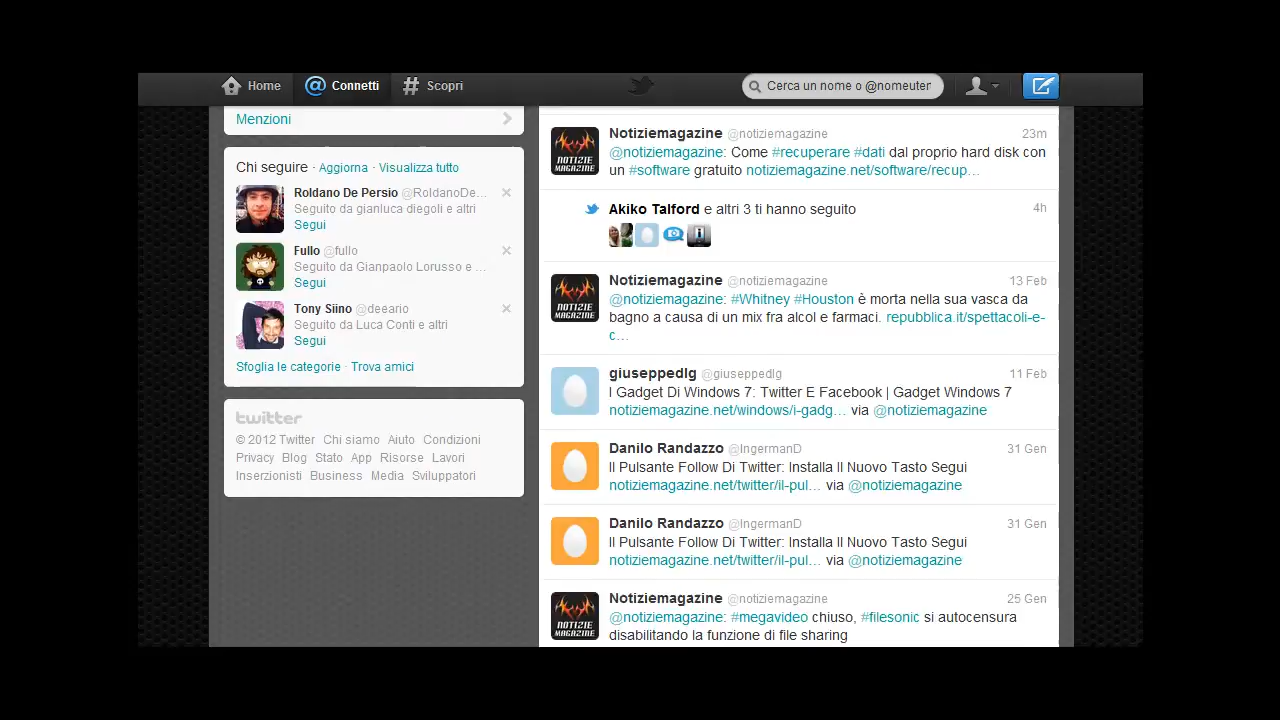 Home
Connetti
Scopri
Cerca un nome o @nomeuter
Menzioni
Chi seguire · Aggiorna · Visualizza tutto
Roldano De Persio @RoldanoDe...
Seguito da gianluca diegoli e altri
Segui
Fullo @fullo
Seguito da Gianpaolo Lorusso e ...
Segui
Tony Siino @deeario
Seguito da Luca Conti e altri
Segui
Sfoglia le categorie · Trova amici
twitter
© 2012 Twitter Chi siamo Aiuto Condizioni
Privacy Blog Stato App Risorse Lavori
Inserzionisti Business Media Sviluppatori
NOTIZIE
MAGAZINE
Notiziemagazine @notiziemagazine 23m
@notiziemagazine: Come #recuperare #dati dal proprio hard disk con
un #software gratuito notiziemagazine.net/software/recup...
Akiko Talford e altri 3 ti hanno seguito 4h
NOTIZIE
MAGAZINE
Notiziemagazine @notiziemagazine 13 Feb
@notiziemagazine: #Whitney #Houston è morta nella sua vasca da
bagno a causa di un mix fra alcol e farmaci. repubblica.it/spettacoli-e-
c...
giuseppedlg @giuseppedlg 11 Feb
I Gadget Di Windows 7: Twitter E Facebook | Gadget Windows 7
notiziemagazine.net/windows/i-gadg... via @notiziemagazine
Danilo Randazzo @IngermanD 31 Gen
Il Pulsante Follow Di Twitter: Installa Il Nuovo Tasto Segui
notiziemagazine.net/twitter/il-pul... via @notiziemagazine
Danilo Randazzo @IngermanD 31 Gen
Il Pulsante Follow Di Twitter: Installa Il Nuovo Tasto Segui
notiziemagazine.net/twitter/il-pul... via @notiziemagazine
NOTIZIE
MAGAZINE
Notiziemagazine @notiziemagazine 25 Gen
@notiziemagazine: #megavideo chiuso, #filesonic si autocensura
disabilitando la funzione di file sharing